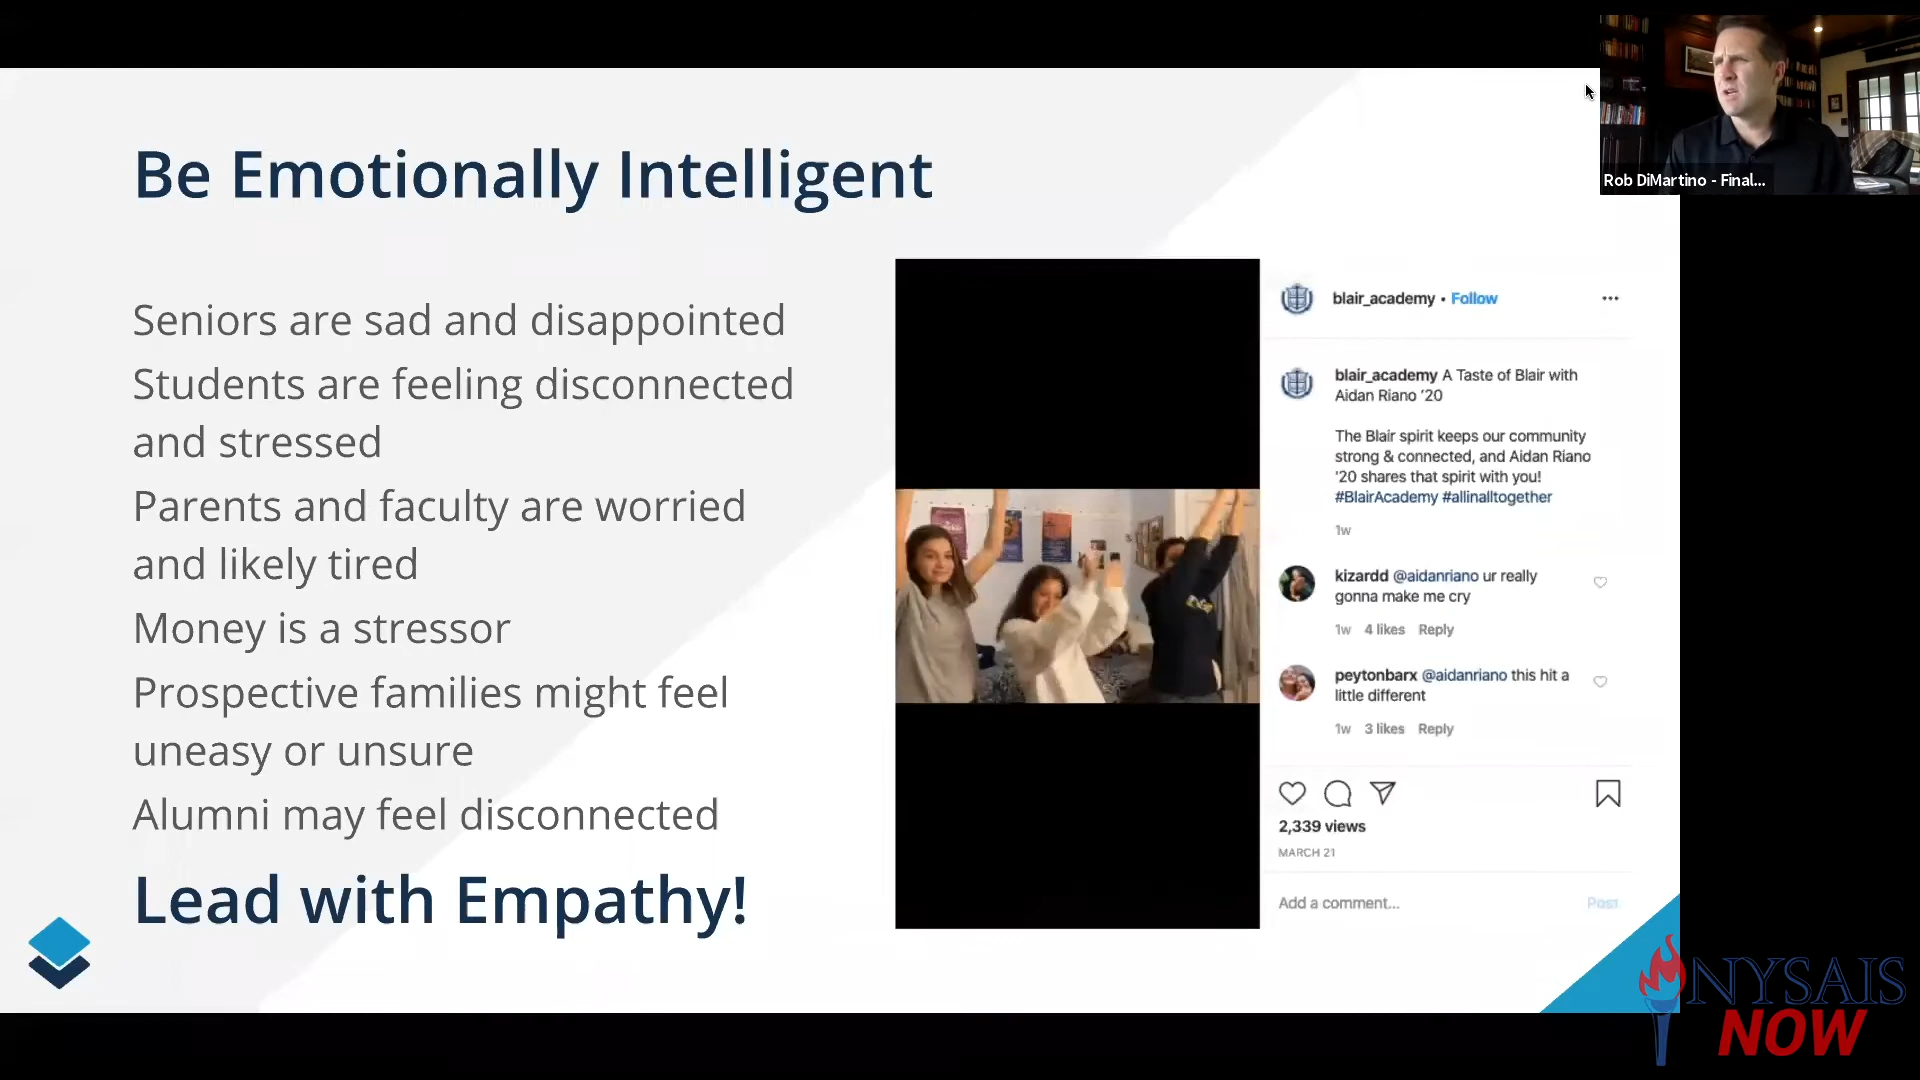 Rob DiMartino - Final...
Be Emotionally Intelligent
Seniors are sad and disappointed
Students are feeling disconnected
and stressed
Parents and faculty are worried
and likely tired
Money is a stressor
Prospective families might feel
uneasy or unsure
Alumni may feel disconnected
Lead with Empathy!
blair_academy • Follow
blair_academy A Taste of Blair with
Aidan Riano '20
The Blair spirit keeps our community
strong & connected, and Aidan Riano
'20 shares that spirit with you!
#BlairAcademy #allinalltogether
1w
kizardd @aidanriano ur really
gonna make me cry
1w 4 likes Reply
peytonbarx @aidanriano this hit a
little different
1w 3 likes Reply
2,339 views
MARCH 21
Add a comment... Post
NYSAIS
NOW